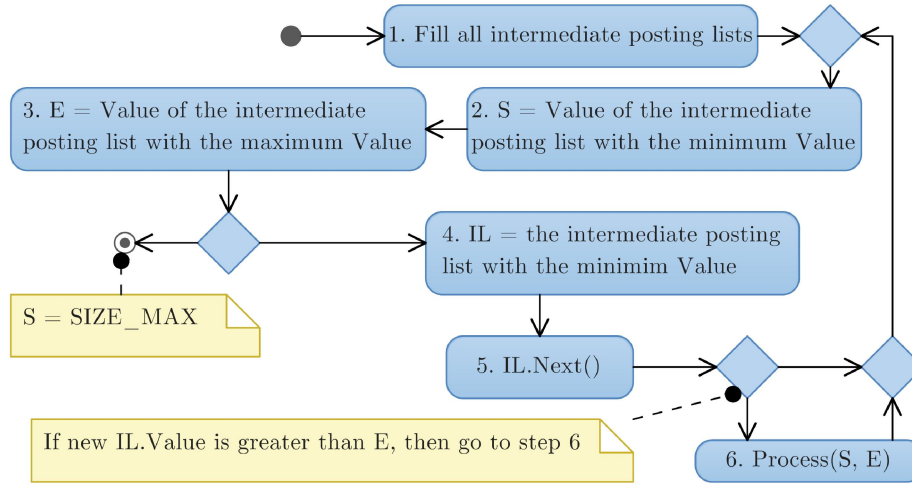 1. Fill all intermediate posting lists
2. S = Value of the intermediate
posting list with the minimum Value
3. E = Value of the intermediate
posting list with the maximum Value
4. IL = the intermediate posting
list with the minimim Value
S = SIZE_MAX
5. IL.Next()
If new IL.Value is greater than E, then go to step 6
6. Process(S, E)